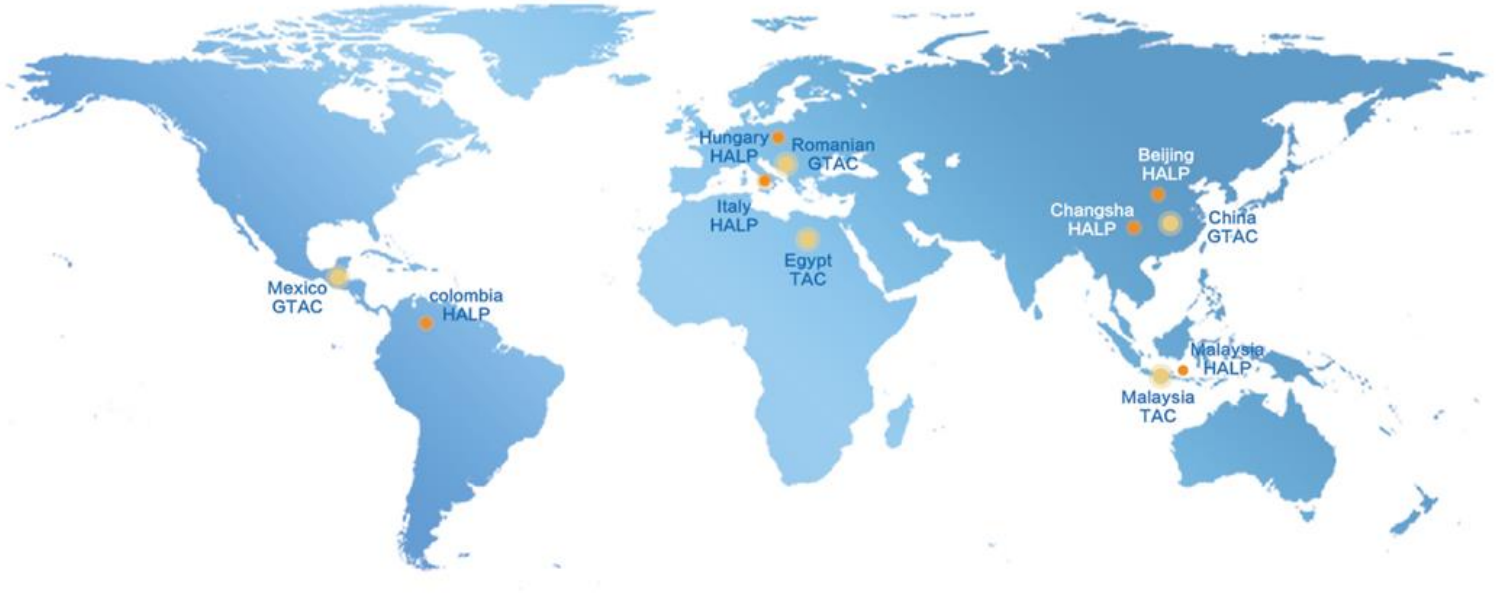 Hungary
HALP
Romanian
GTAC
Beijing
HALP
Italy
HALP
Changsha
HALP
China
GTAC
Egypt
TAC
Mexico
GTAC
colombia
HALP
Malaysia
HALP
Malaysia
TAC